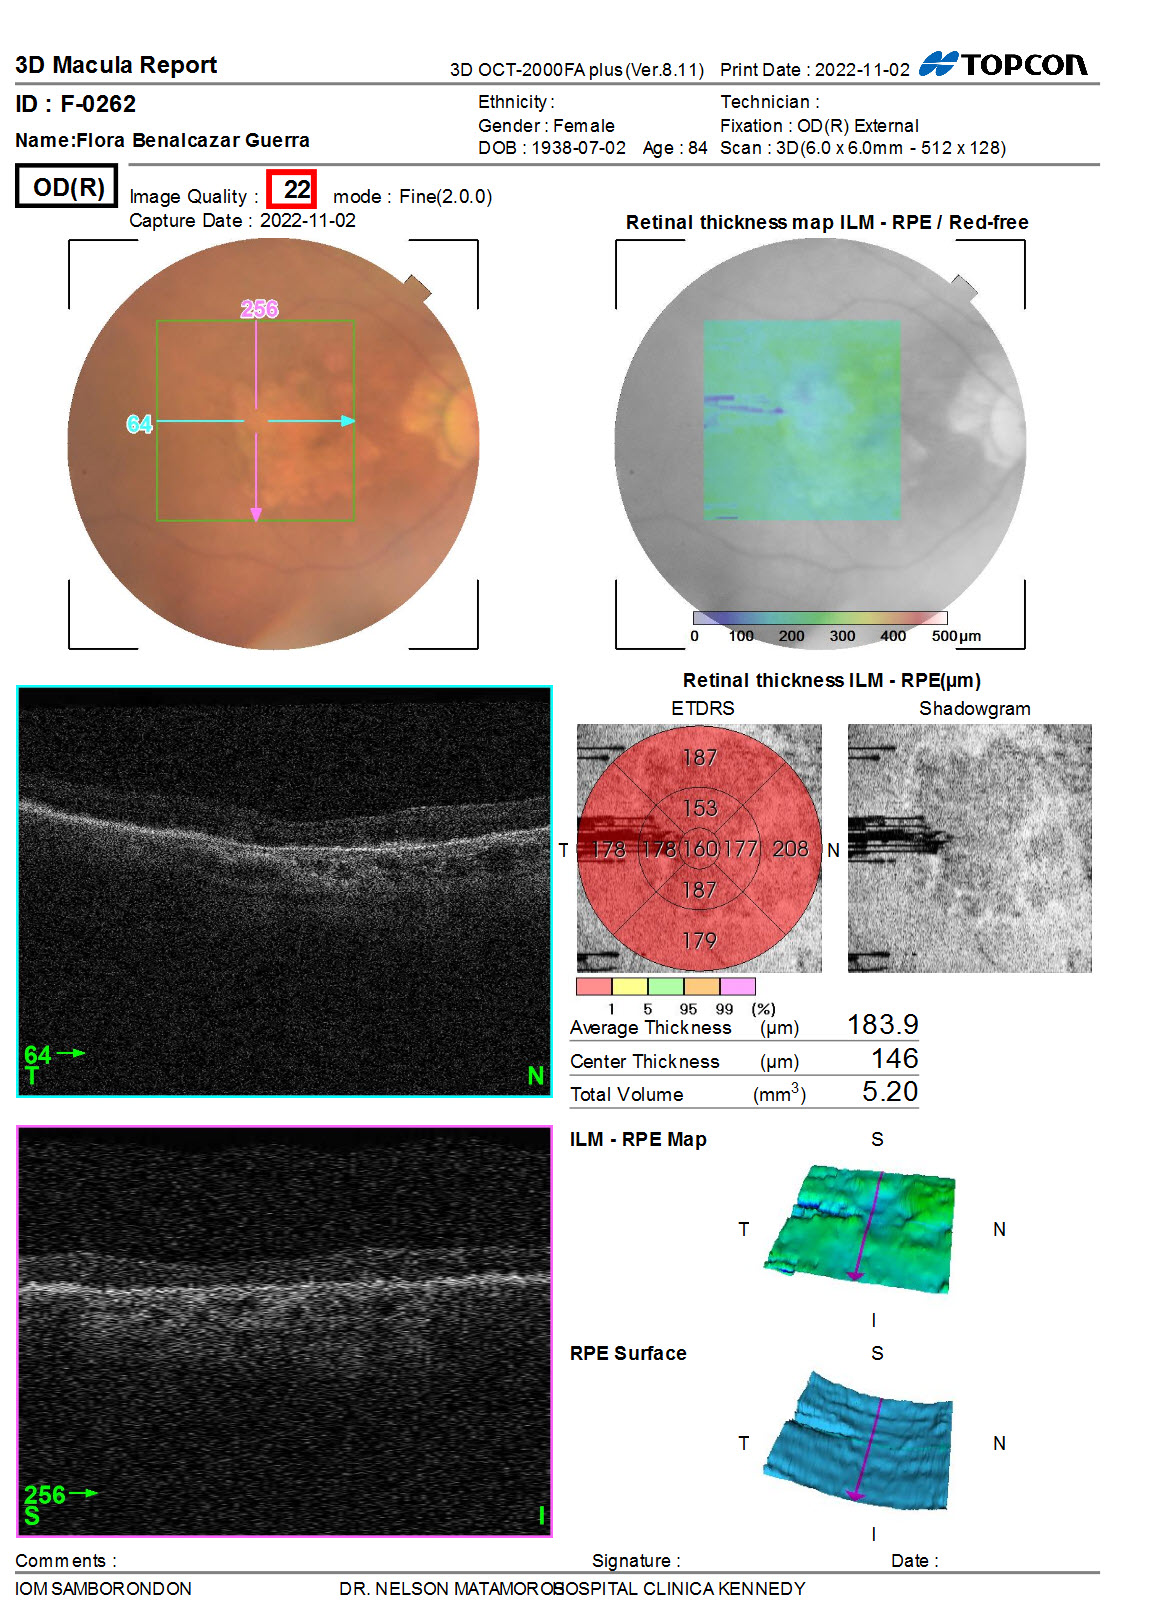 3D Macula Report
3D OCT-2000FA plus(Ver.8.11) Print Date : 2022-11-02 TOPCON
ID : F-0262
Ethnicity :
Technician :
Name:Flora Benalcazar Guerra
Gender : Female
Fixation : OD(R) External
DOB : 1938-07-02 Age : 84 Scan : 3D(6.0 x 6.0mm - 512 x 128)
OD(R)
Image Quality : 22 mode : Fine(2.0.0)
Capture Date : 2022-11-02
Retinal thickness map ILM - RPE / Red-free
256
64
0 100 200 300 400 500µm
Retinal thickness ILM - RPE(µm)
ETDRS
Shadowgram
187
153
T 178 178 160 177 208 N
187
179
1 5 95 99 (%)
Average Thickness (µm) 183.9
Center Thickness (µm) 146
Total Volume (mm3) 5.20
64
T N
ILM - RPE Map
S
T N
I
RPE Surface
S
T N
I
256
S I
Comments :
Signature :
Date :
IOM SAMBORONDON
DR. NELSON MATAMOROS
HOSPITAL CLINICA KENNEDY